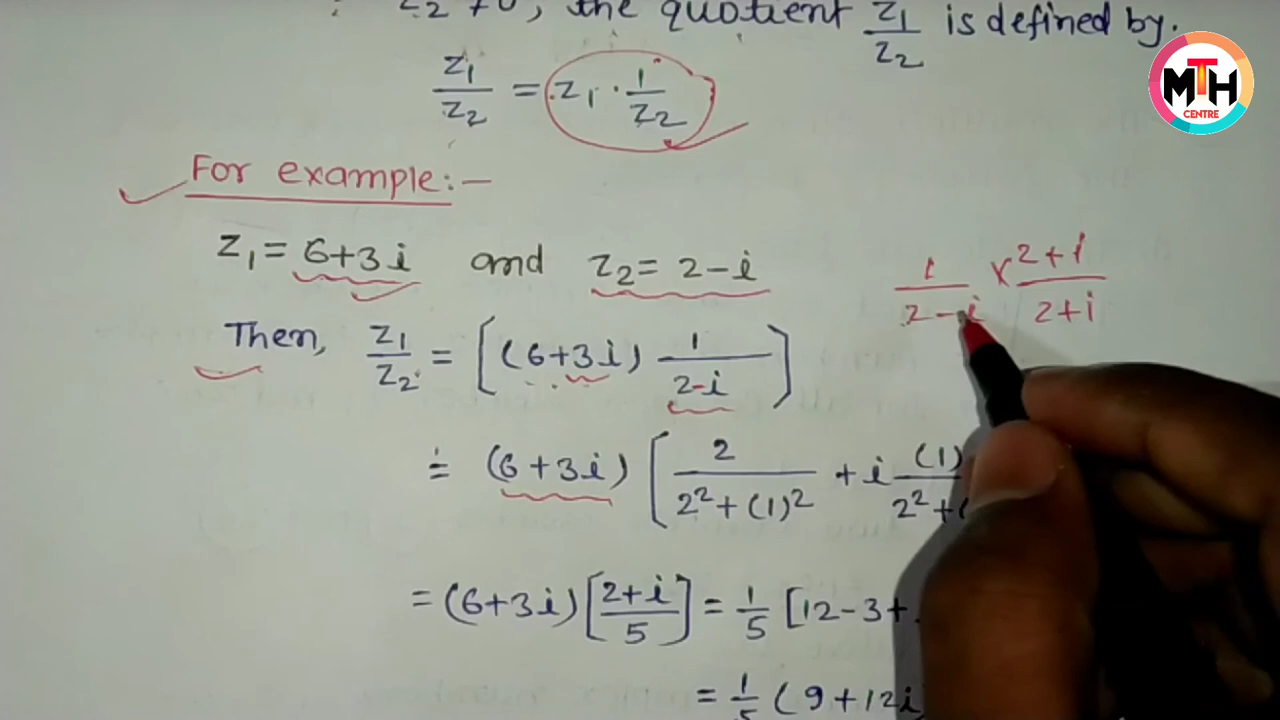 z₂ ≠ 0, the quotient z₁/z₂ is defined by.
z₁/z₂ = z₁ · 1/z₂
MTH
CENTRE
For example:-
z₁ = 6+3i and z₂ = 2-i
1/(2-i) × (2+i)/(2+i)
Then, z₁/z₂ = [(6+3i) 1/(2-i)]
= (6+3i) [2/(2²+(1)²) + i (1)/(2²+(
= (6+3i) [(2+i)/5] = 1/5 [12-3+
= 1/5 (9+12i